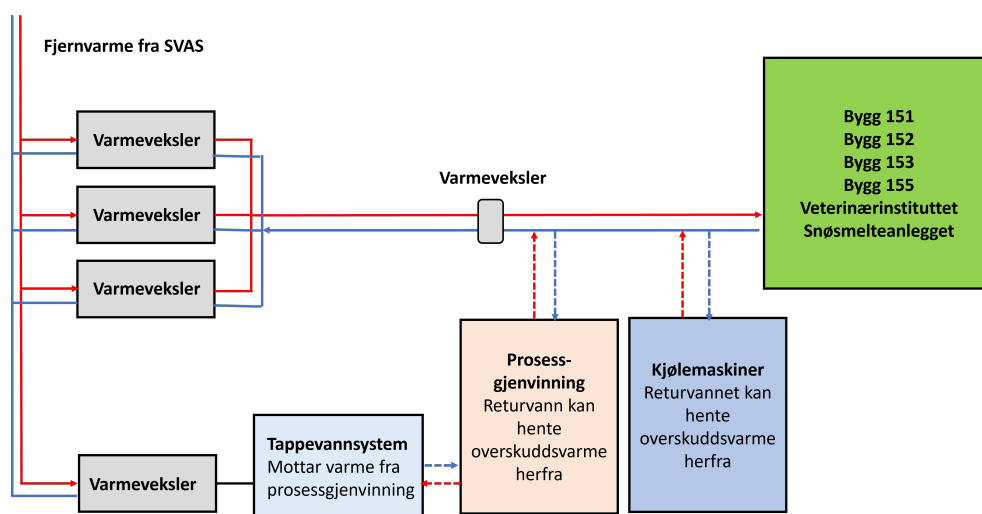 Fjernvarme fra SVAS
Varmeveksler
Varmeveksler
Varmeveksler
Varmeveksler
Bygg 151
Bygg 152
Bygg 153
Bygg 155
Veterinærinstituttet
Snøsmelteanlegget
Prosess-
gjenvinning
Returvann kan
hente
overskuddsvarme
herfra
Kjølemaskiner
Returvannet kan
hente
overskuddsvarme
herfra
Tappevannsystem
Mottar varme fra
prosessgjenvinning
Varmeveksler